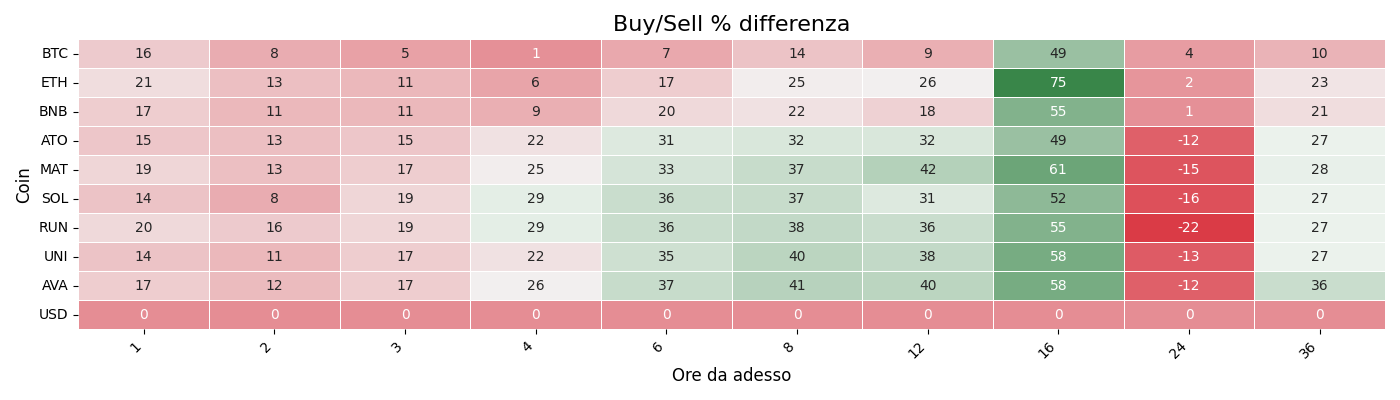 Buy/Sell % differenza
Coin
BTC 16 8 5 1 7 14 9 49 4 10
ETH 21 13 11 6 17 25 26 75 2 23
BNB 17 11 11 9 20 22 18 55 1 21
ATO 15 13 15 22 31 32 32 49 -12 27
MAT 19 13 17 25 33 37 42 61 -15 28
SOL 14 8 19 29 36 37 31 52 -16 27
RUN 20 16 19 29 36 38 36 55 -22 27
UNI 14 11 17 22 35 40 38 58 -13 27
AVA 17 12 17 26 37 41 40 58 -12 36
USD 0 0 0 0 0 0 0 0 0 0
1 2 3 4 6 8 12 16 24 36
Ore da adesso